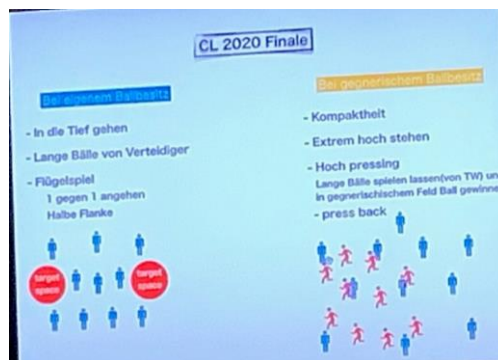 CL 2020 Finale
Bei eigenem Ballbesitz
- In die Tief gehen
- Lange Bälle von Verteidiger
- Flügelspiel
1 gegen 1 angehen
Halbe Flanke
target
space
target
space
Bei gegnerischem Ballbesitz
- Kompaktheit
- Extrem hoch stehen
- Hoch pressing
Lange Bälle spielen lassen(von TW) un
in gegnerischischem Feld Ball gewinne
- press back